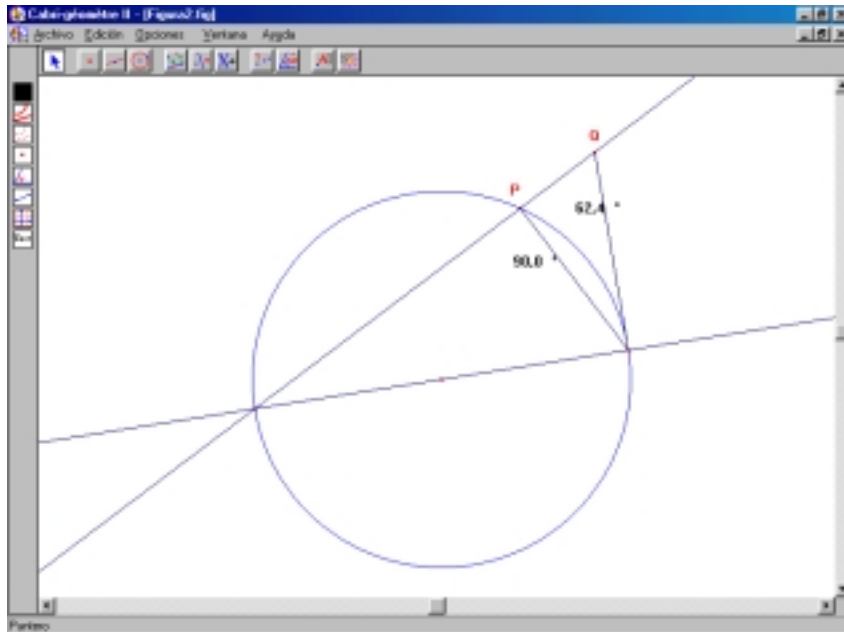 Cabri-géomètre II - [Figura2.fig]
Archivo Edición Opciones Ventana Ayuda
Q
P
62,4 °
90,0 °
Puntero